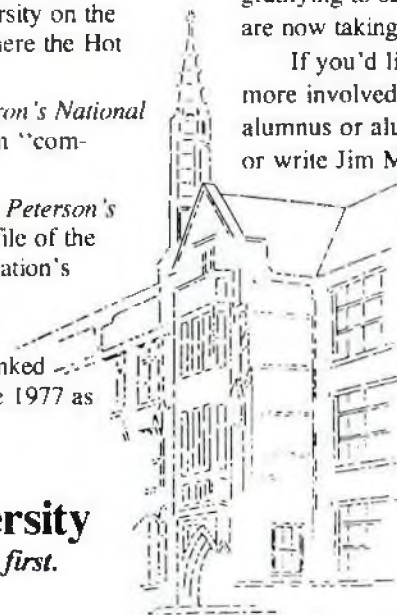 rsity on the
here the Hot
ron's National
n "com-
Peterson's
file of the
ation's
nked
e 1977 as
ersity
first.
are now taking
If you'd li
more involved
alumnus or alu
or write Jim M